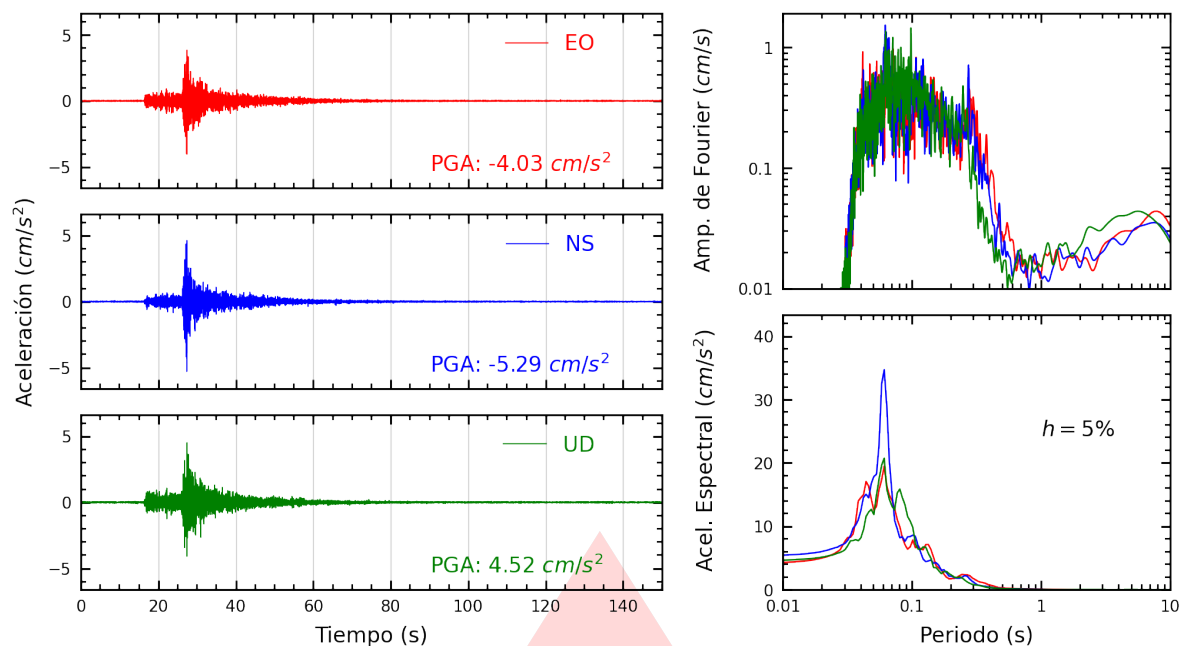 Aceleración (cm/s²)
5
0
−5
EO
PGA: -4.03 cm/s²
5
0
−5
NS
PGA: -5.29 cm/s²
5
0
−5
UD
PGA: 4.52 cm/s²
0 20 40 60 80 100 120 140
Tiempo (s)
Amp. de Fourier (cm/s)
1
0.1
0.01
Acel. Espectral (cm/s²)
40
30
20
10
0
h = 5%
0.01 0.1 1 10
Periodo (s)